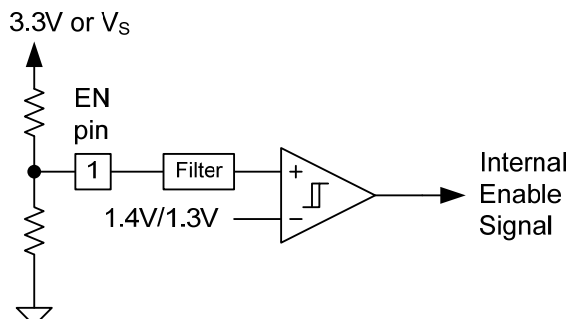 3.3V or VS
EN
pin
1
Filter
+
1.4V/1.3V
−
Internal
Enable
Signal